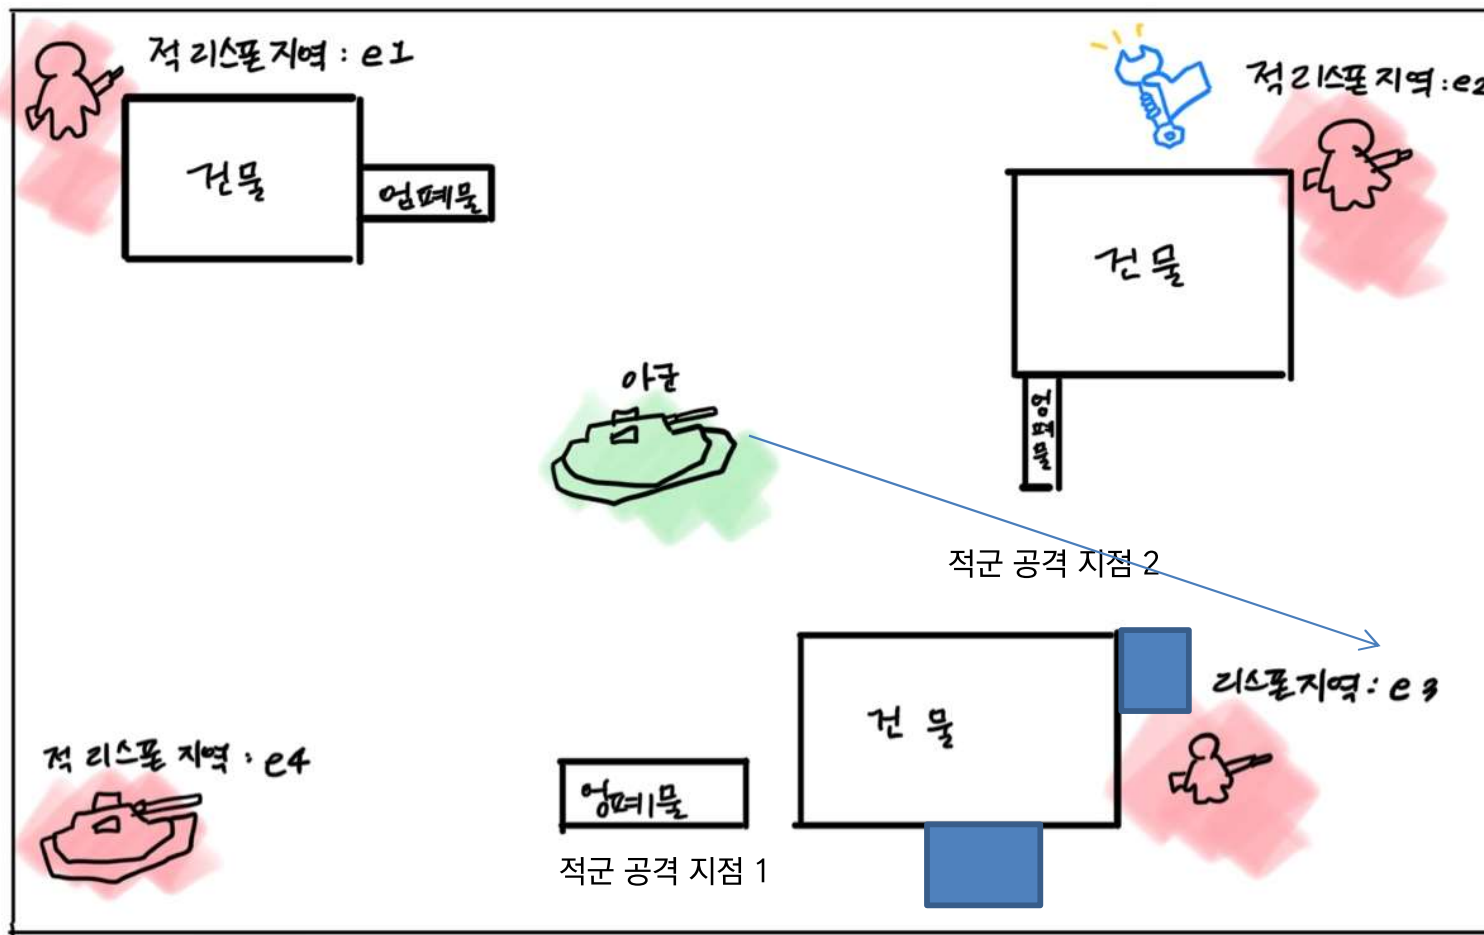 적 리스폰 지역 : e1
적 리스폰 지역 : e2
건물
엄폐물
건물
엄폐물
아군
적군 공격 지점 2
리스폰 지역 : e3
건물
적 리스폰 지역 : e4
엄폐물
적군 공격 지점 1